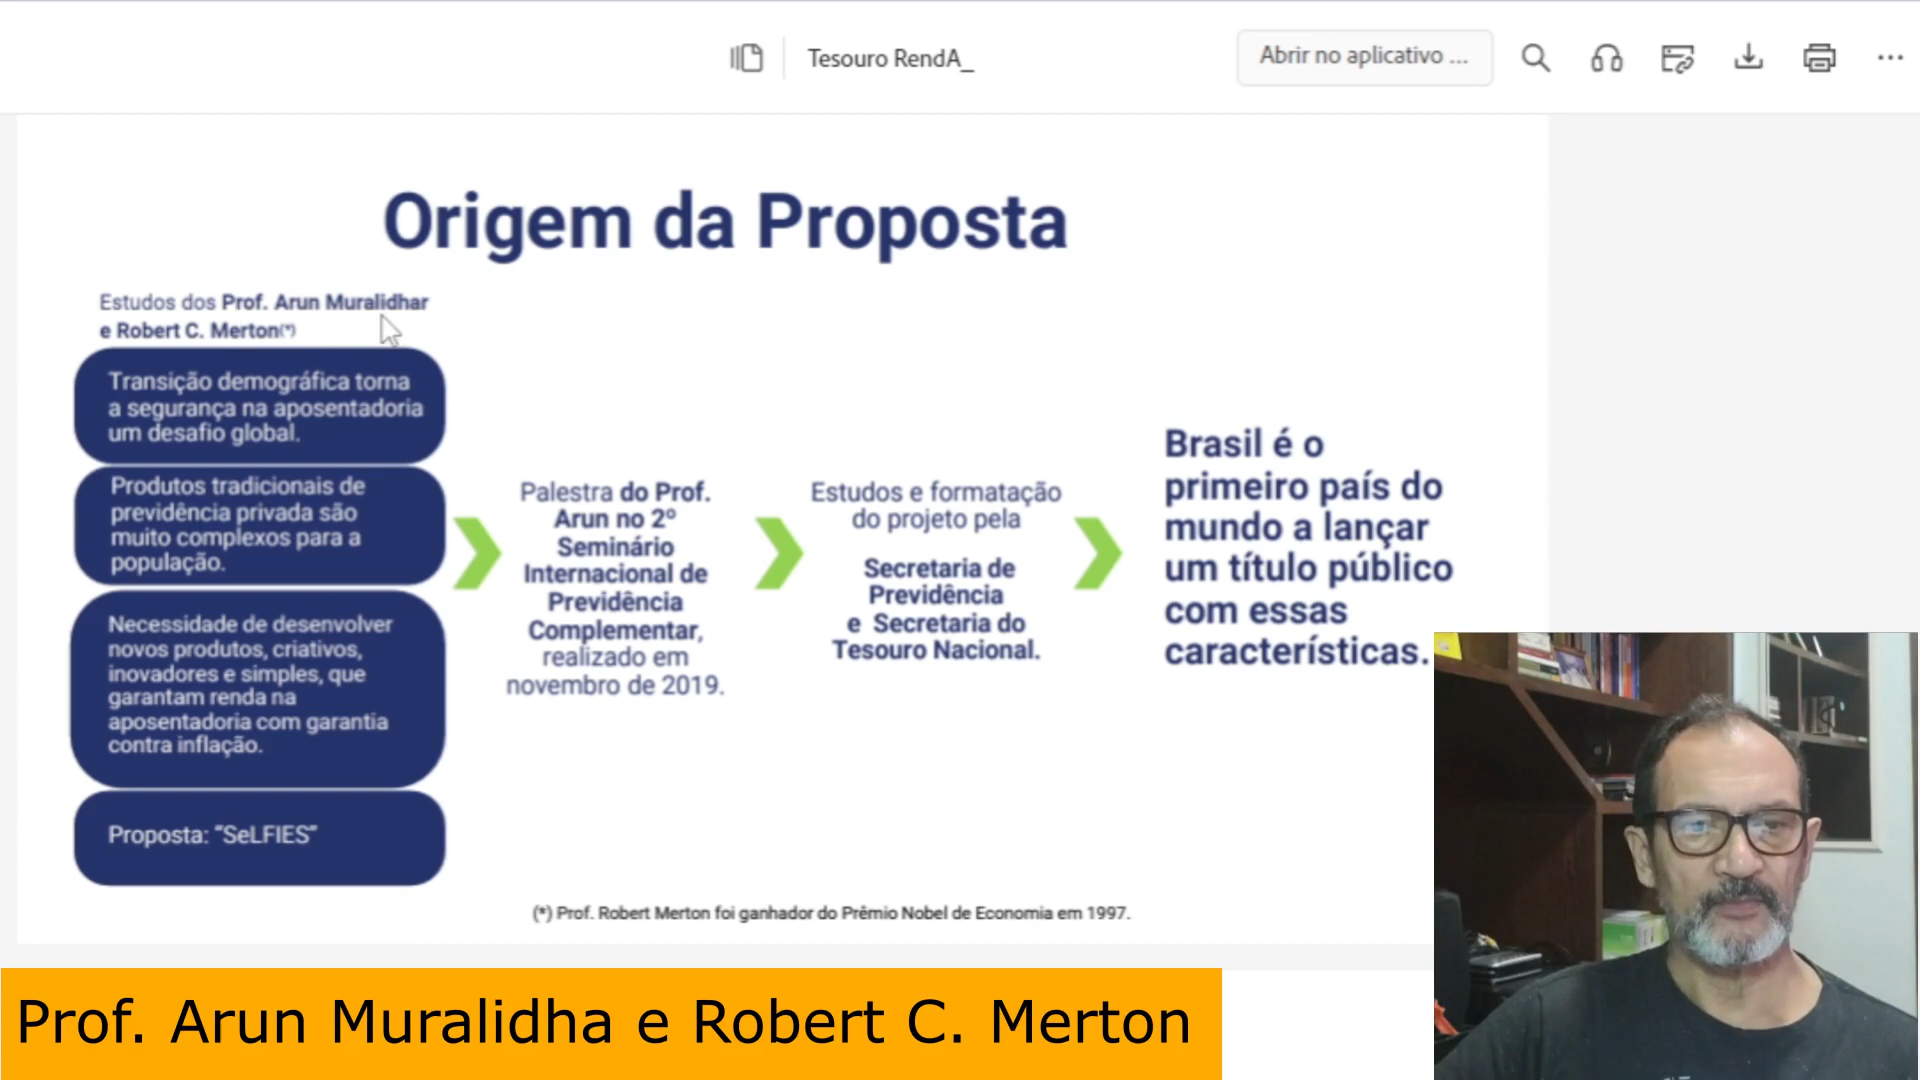 Tesouro RendA_
Abrir no aplicativo ...
Origem da Proposta
Estudos dos Prof. Arun Muralidhar
e Robert C. Merton(*)
Transição demográfica torna
a segurança na aposentadoria
um desafio global.
Produtos tradicionais de
previdência privada são
muito complexos para a
população.
Necessidade de desenvolver
novos produtos, criativos,
inovadores e simples, que
garantam renda na
aposentadoria com garantia
contra inflação.
Proposta: “SeLFIES”
Palestra do Prof.
Arun no 2º
Seminário
Internacional de
Previdência
Complementar,
realizado em
novembro de 2019.
Estudos e formatação
do projeto pela
Secretaria de
Previdência
e Secretaria do
Tesouro Nacional.
Brasil é o
primeiro país do
mundo a lançar
um título público
com essas
características.
(*) Prof. Robert Merton foi ganhador do Prêmio Nobel de Economia em 1997.
Prof. Arun Muralidha e Robert C. Merton